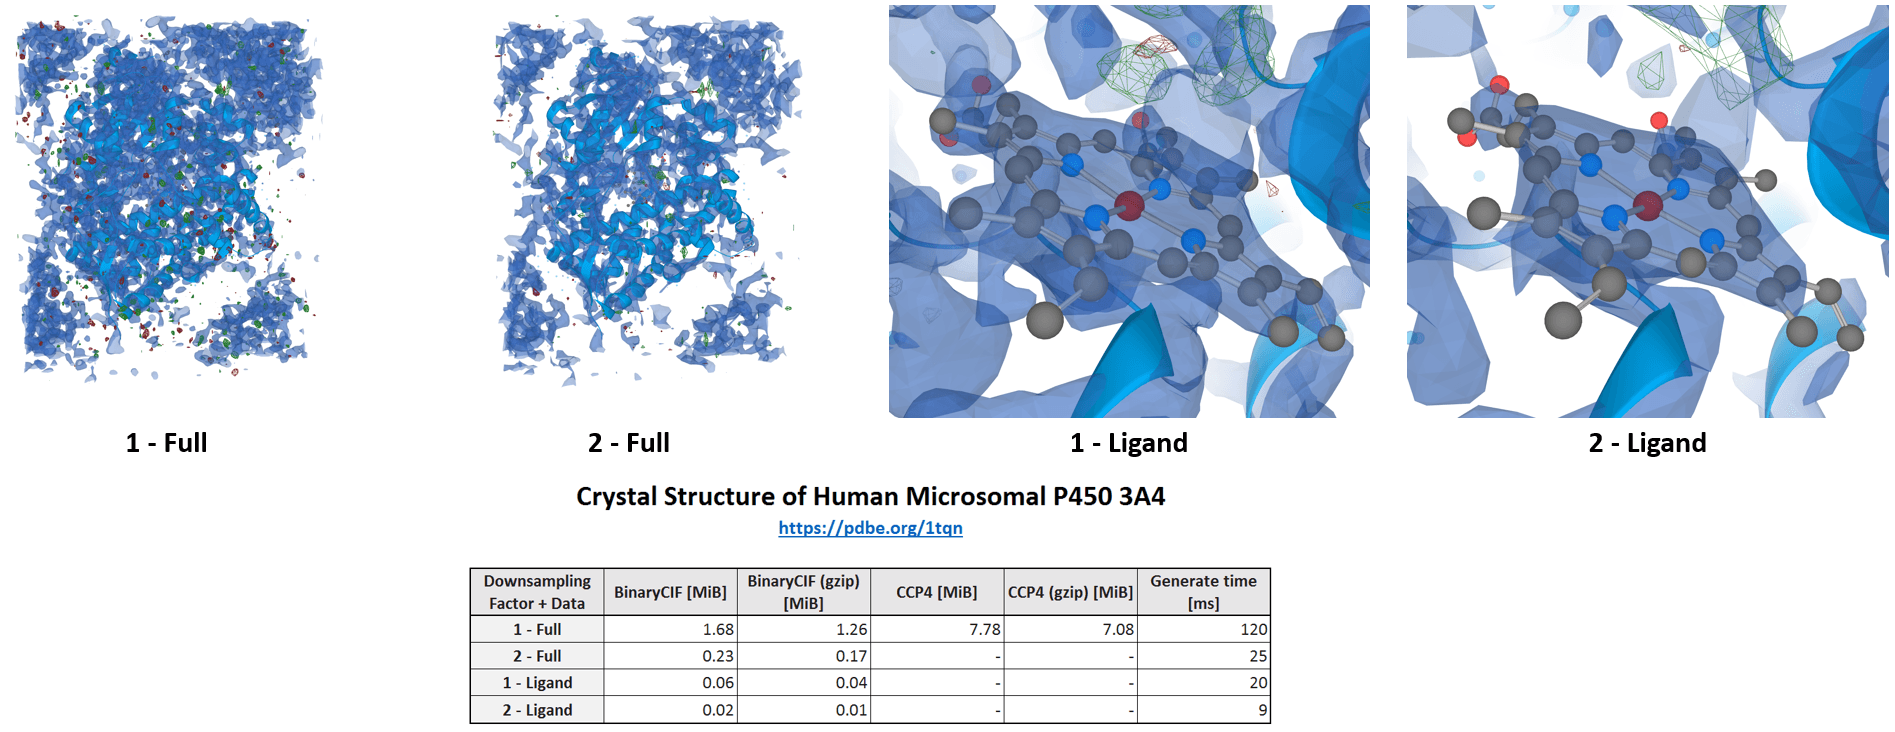 1 - Full
2 - Full
1 - Ligand
2 - Ligand
Crystal Structure of Human Microsomal P450 3A4
https://pdbe.org/1tqn
Downsampling Factor + Data BinaryCIF [MiB] BinaryCIF (gzip) [MiB] CCP4 [MiB] CCP4 (gzip) [MiB] Generate time [ms]
1 - Full 1.68 1.26 7.78 7.08 120
2 - Full 0.23 0.17 - - 25
1 - Ligand 0.06 0.04 - - 20
2 - Ligand 0.02 0.01 - - 9